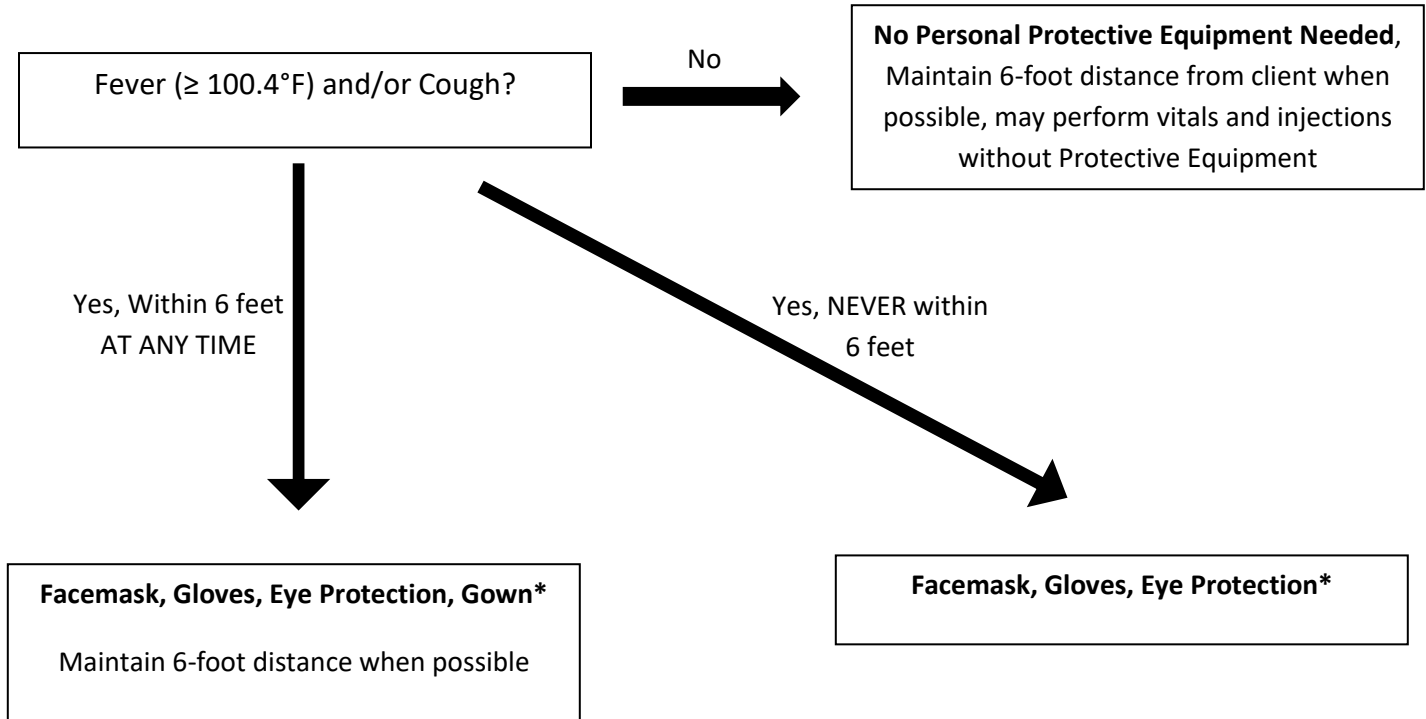 Fever (≥ 100.4°F) and/or Cough?
No
No Personal Protective Equipment Needed,
Maintain 6-foot distance from client when
possible, may perform vitals and injections
without Protective Equipment
Yes, Within 6 feet
AT ANY TIME
Yes, NEVER within
6 feet
Facemask, Gloves, Eye Protection, Gown*
Maintain 6-foot distance when possible
Facemask, Gloves, Eye Protection*